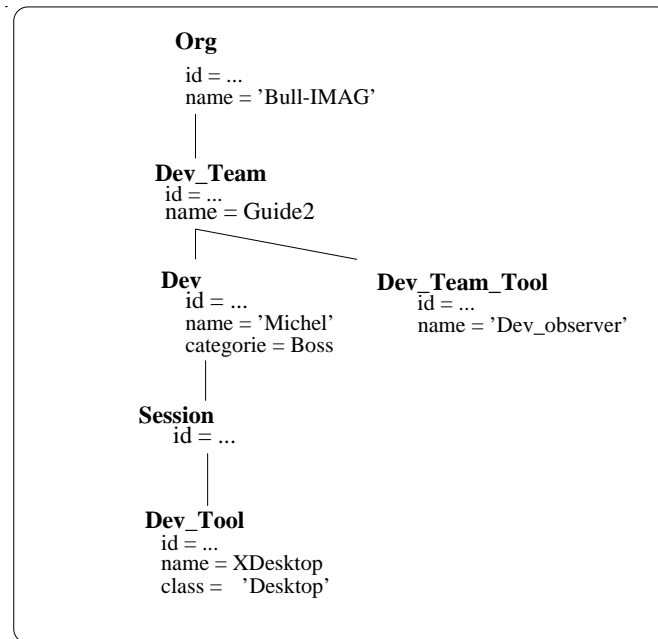 Org
id = ...
name = 'Bull-IMAG’
Dev_Team
id = ...
name = Guide2
Dev
id = ...
name = 'Michel’
categorie = Boss
Dev_Team_Tool
id = ...
name = ’Dev_observer’
Session
id = ...
Dev_Tool
id = ...
name = XDesktop
class = ’Desktop’